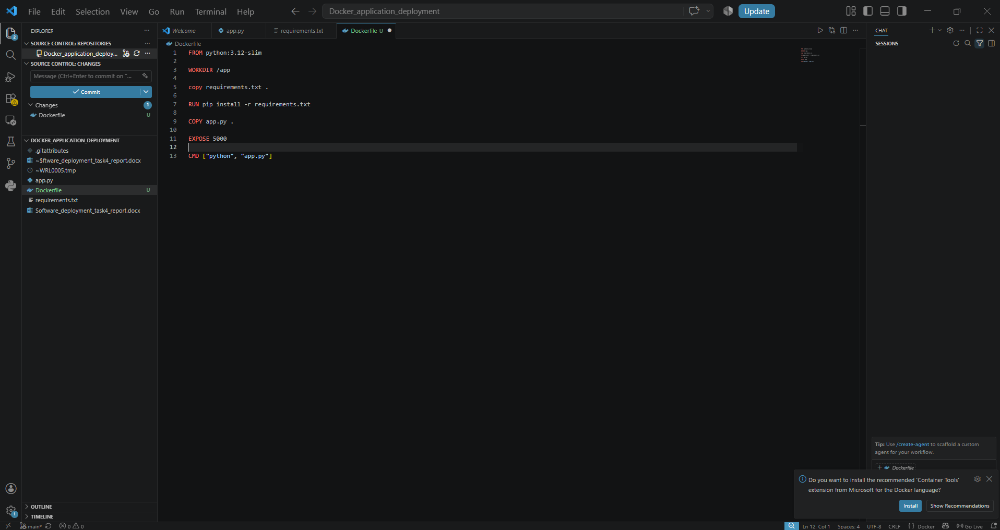 File Edit Selection View Go Run Terminal Help
Docker_application_deployment
Update
EXPLORER
SOURCE CONTROL: REPOSITORIES
Docker_application_deploy...
SOURCE CONTROL: CHANGES
Message (Ctrl+Enter to commit on "...
Commit
Changes 1
Dockerfile U
DOCKER_APPLICATION_DEPLOYMENT
.gitattributes
~$ftware_deployment_task4_report.docx
~WRL0005.tmp
app.py
Dockerfile U
requirements.txt
Software_deployment_task4_report.docx
OUTLINE
TIMELINE
Welcome app.py requirements.txt Dockerfile U
Dockerfile
1 FROM python:3.12-slim
2
3 WORKDIR /app
4
5 copy requirements.txt .
6
7 RUN pip install -r requirements.txt
8
9 COPY app.py .
10
11 EXPOSE 5000
12
13 CMD ["python", "app.py"]
CHAT
SESSIONS
Tip: Use /create-agent to scaffold a custom
agent for your workflow.
Dockerfile
Do you want to install the recommended 'Container Tools'
extension from Microsoft for the Docker language?
Install Show Recommendations
2
1
main* 0 0 Ln 12, Col 1 Spaces: 4 UTF-8 CRLF { } Docker Go Live